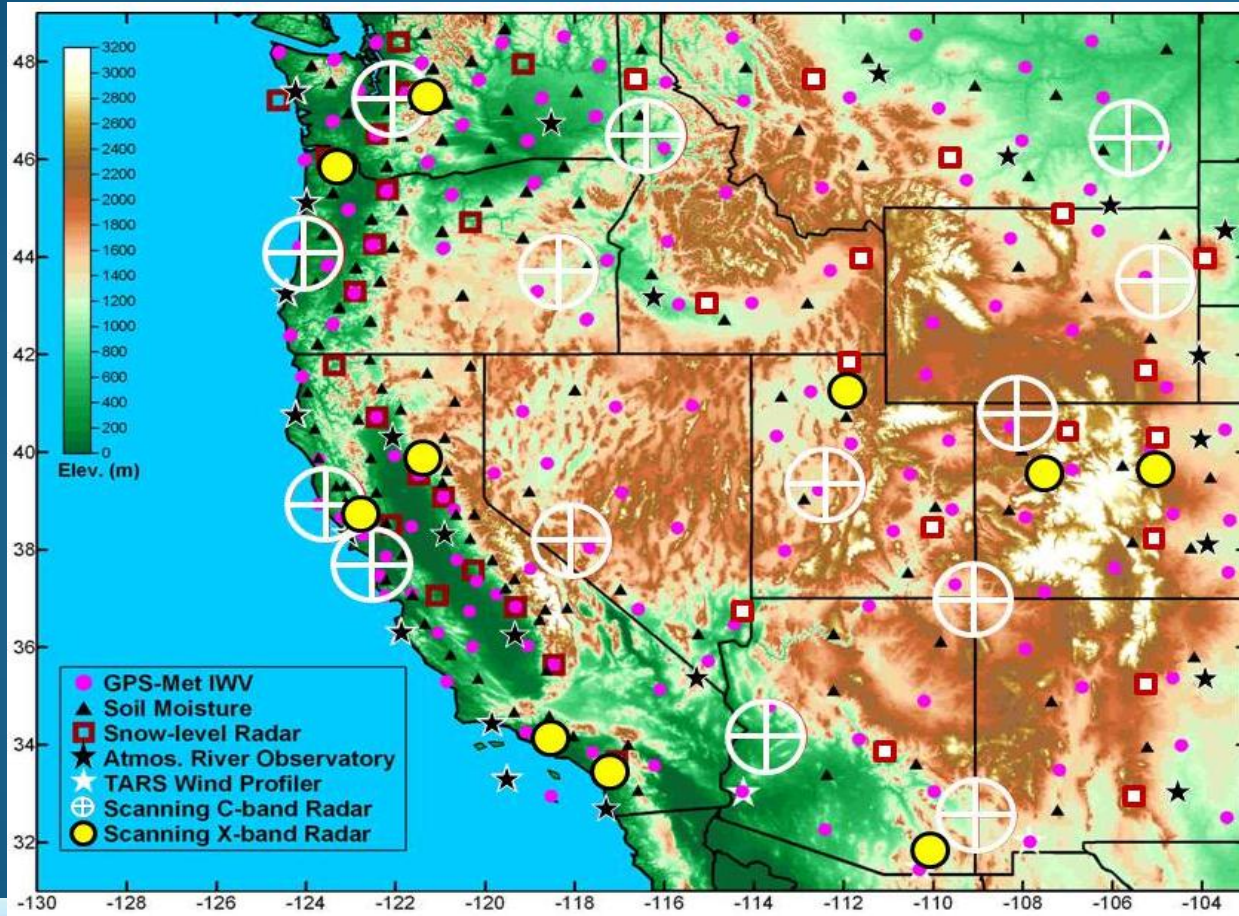 48
46
44
42
40
38
36
34
32
3200
3000
2800
2600
2400
2200
2000
1800
1600
1400
1200
1000
800
600
400
200
0
Elev. (m)
GPS-Met IWV
Soil Moisture
Snow-level Radar
Atmos. River Observatory
TARS Wind Profiler
Scanning C-band Radar
Scanning X-band Radar
-130 -128 -126 -124 -122 -120 -118 -116 -114 -112 -110 -108 -106 -104